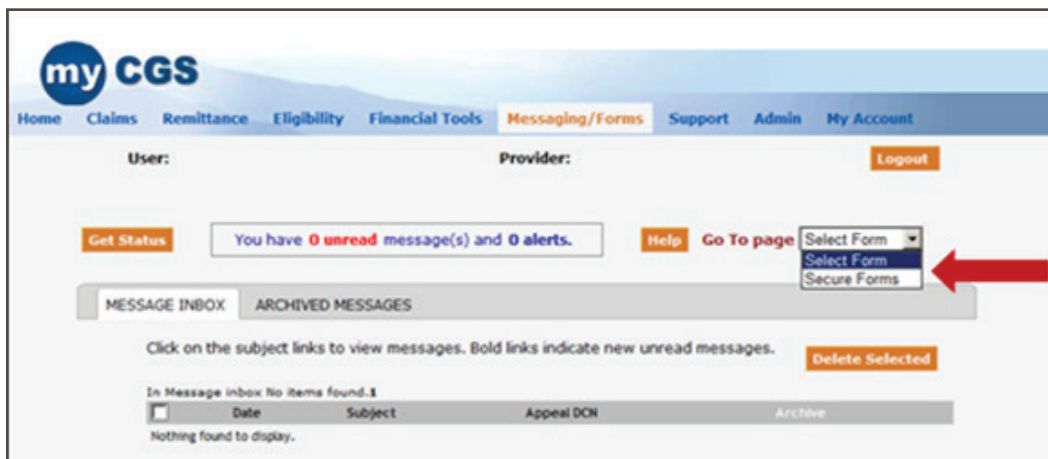 my CGS
Home Claims Remittance Eligibility Financial Tools Messaging/Forms Support Admin My Account
User: Provider: Logout
Get Status You have 0 unread message(s) and 0 alerts. Help Go To page Select Form
Select Form
Secure Forms
MESSAGE INBOX ARCHIVED MESSAGES
Click on the subject links to view messages. Bold links indicate new unread messages. Delete Selected
In Message inbox No items found.1
Date Subject Appeal DCN Archive
Nothing found to display.